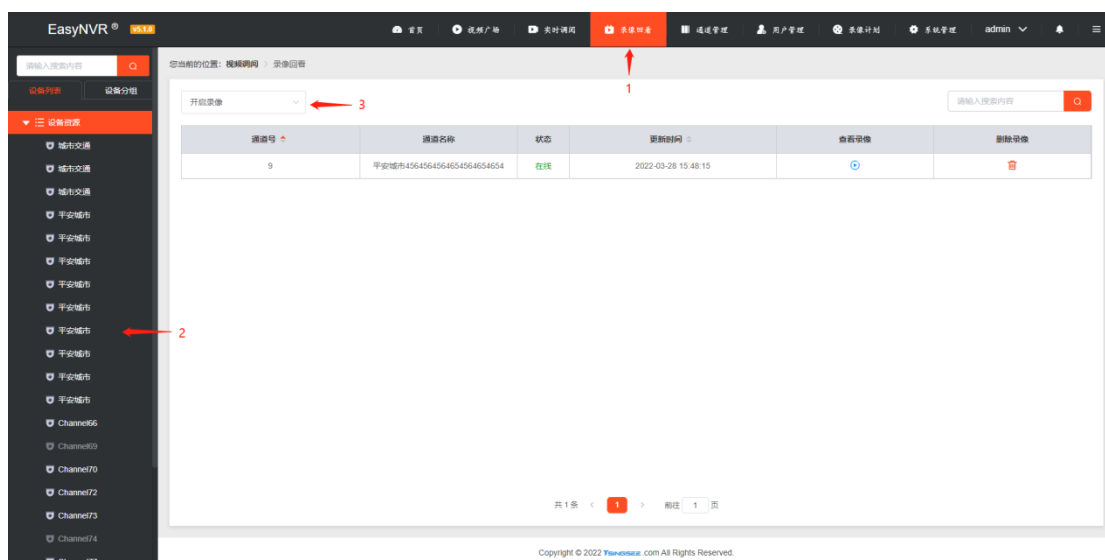 EasyNVR ® v5.1.0 首页 视频广场 实时调阅 录像回看 通道管理 用户管理 录像计划 系统管理 admin
请输入搜索内容
您当前的位置: 视频调阅 > 录像回看
1
设备列表 设备分组
开启录像
3
请输入搜索内容
设备资源
通道号 通道名称 状态 更新时间 查看录像 删除录像
9 平安城市4564564564654564654654 在线 2022-03-28 15:48:15
城市交通
城市交通
城市交通
平安城市
平安城市
平安城市
平安城市
平安城市
平安城市
2
平安城市
平安城市
平安城市
Channel66
Channel69
Channel70
Channel72
Channel73
Channel74
共 1 条 < 1 > 前往 1 页
Copyright © 2022 TSINGSEE.com All Rights Reserved.